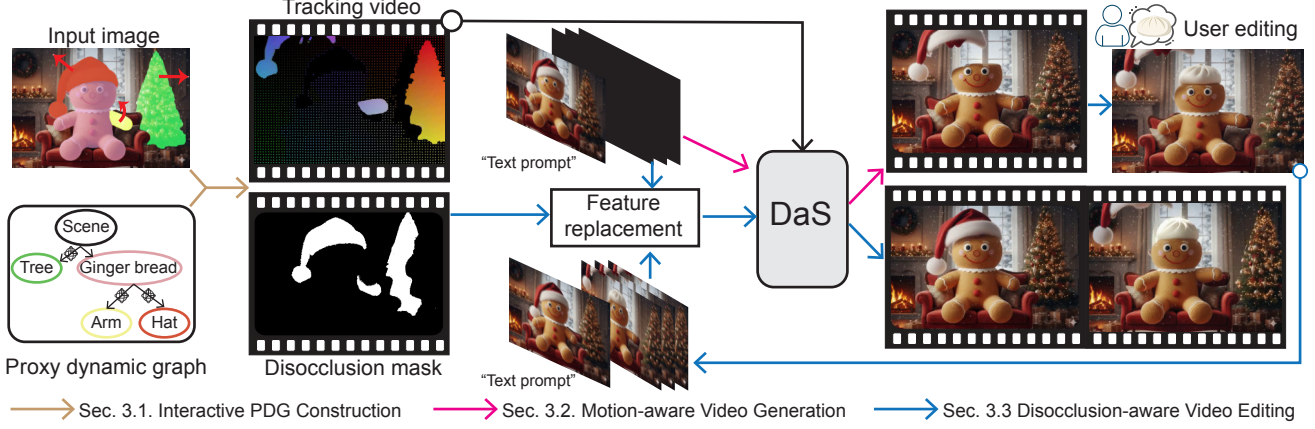 Tracking video
Input image
User editing
"Text prompt"
Feature
replacement
DaS
Scene
Tree
Ginger bread
Arm
Hat
Proxy dynamic graph
Disocclusion mask
"Text prompt"
Sec. 3.1. Interactive PDG Construction
Sec. 3.2. Motion-aware Video Generation
Sec. 3.3 Disocclusion-aware Video Editing